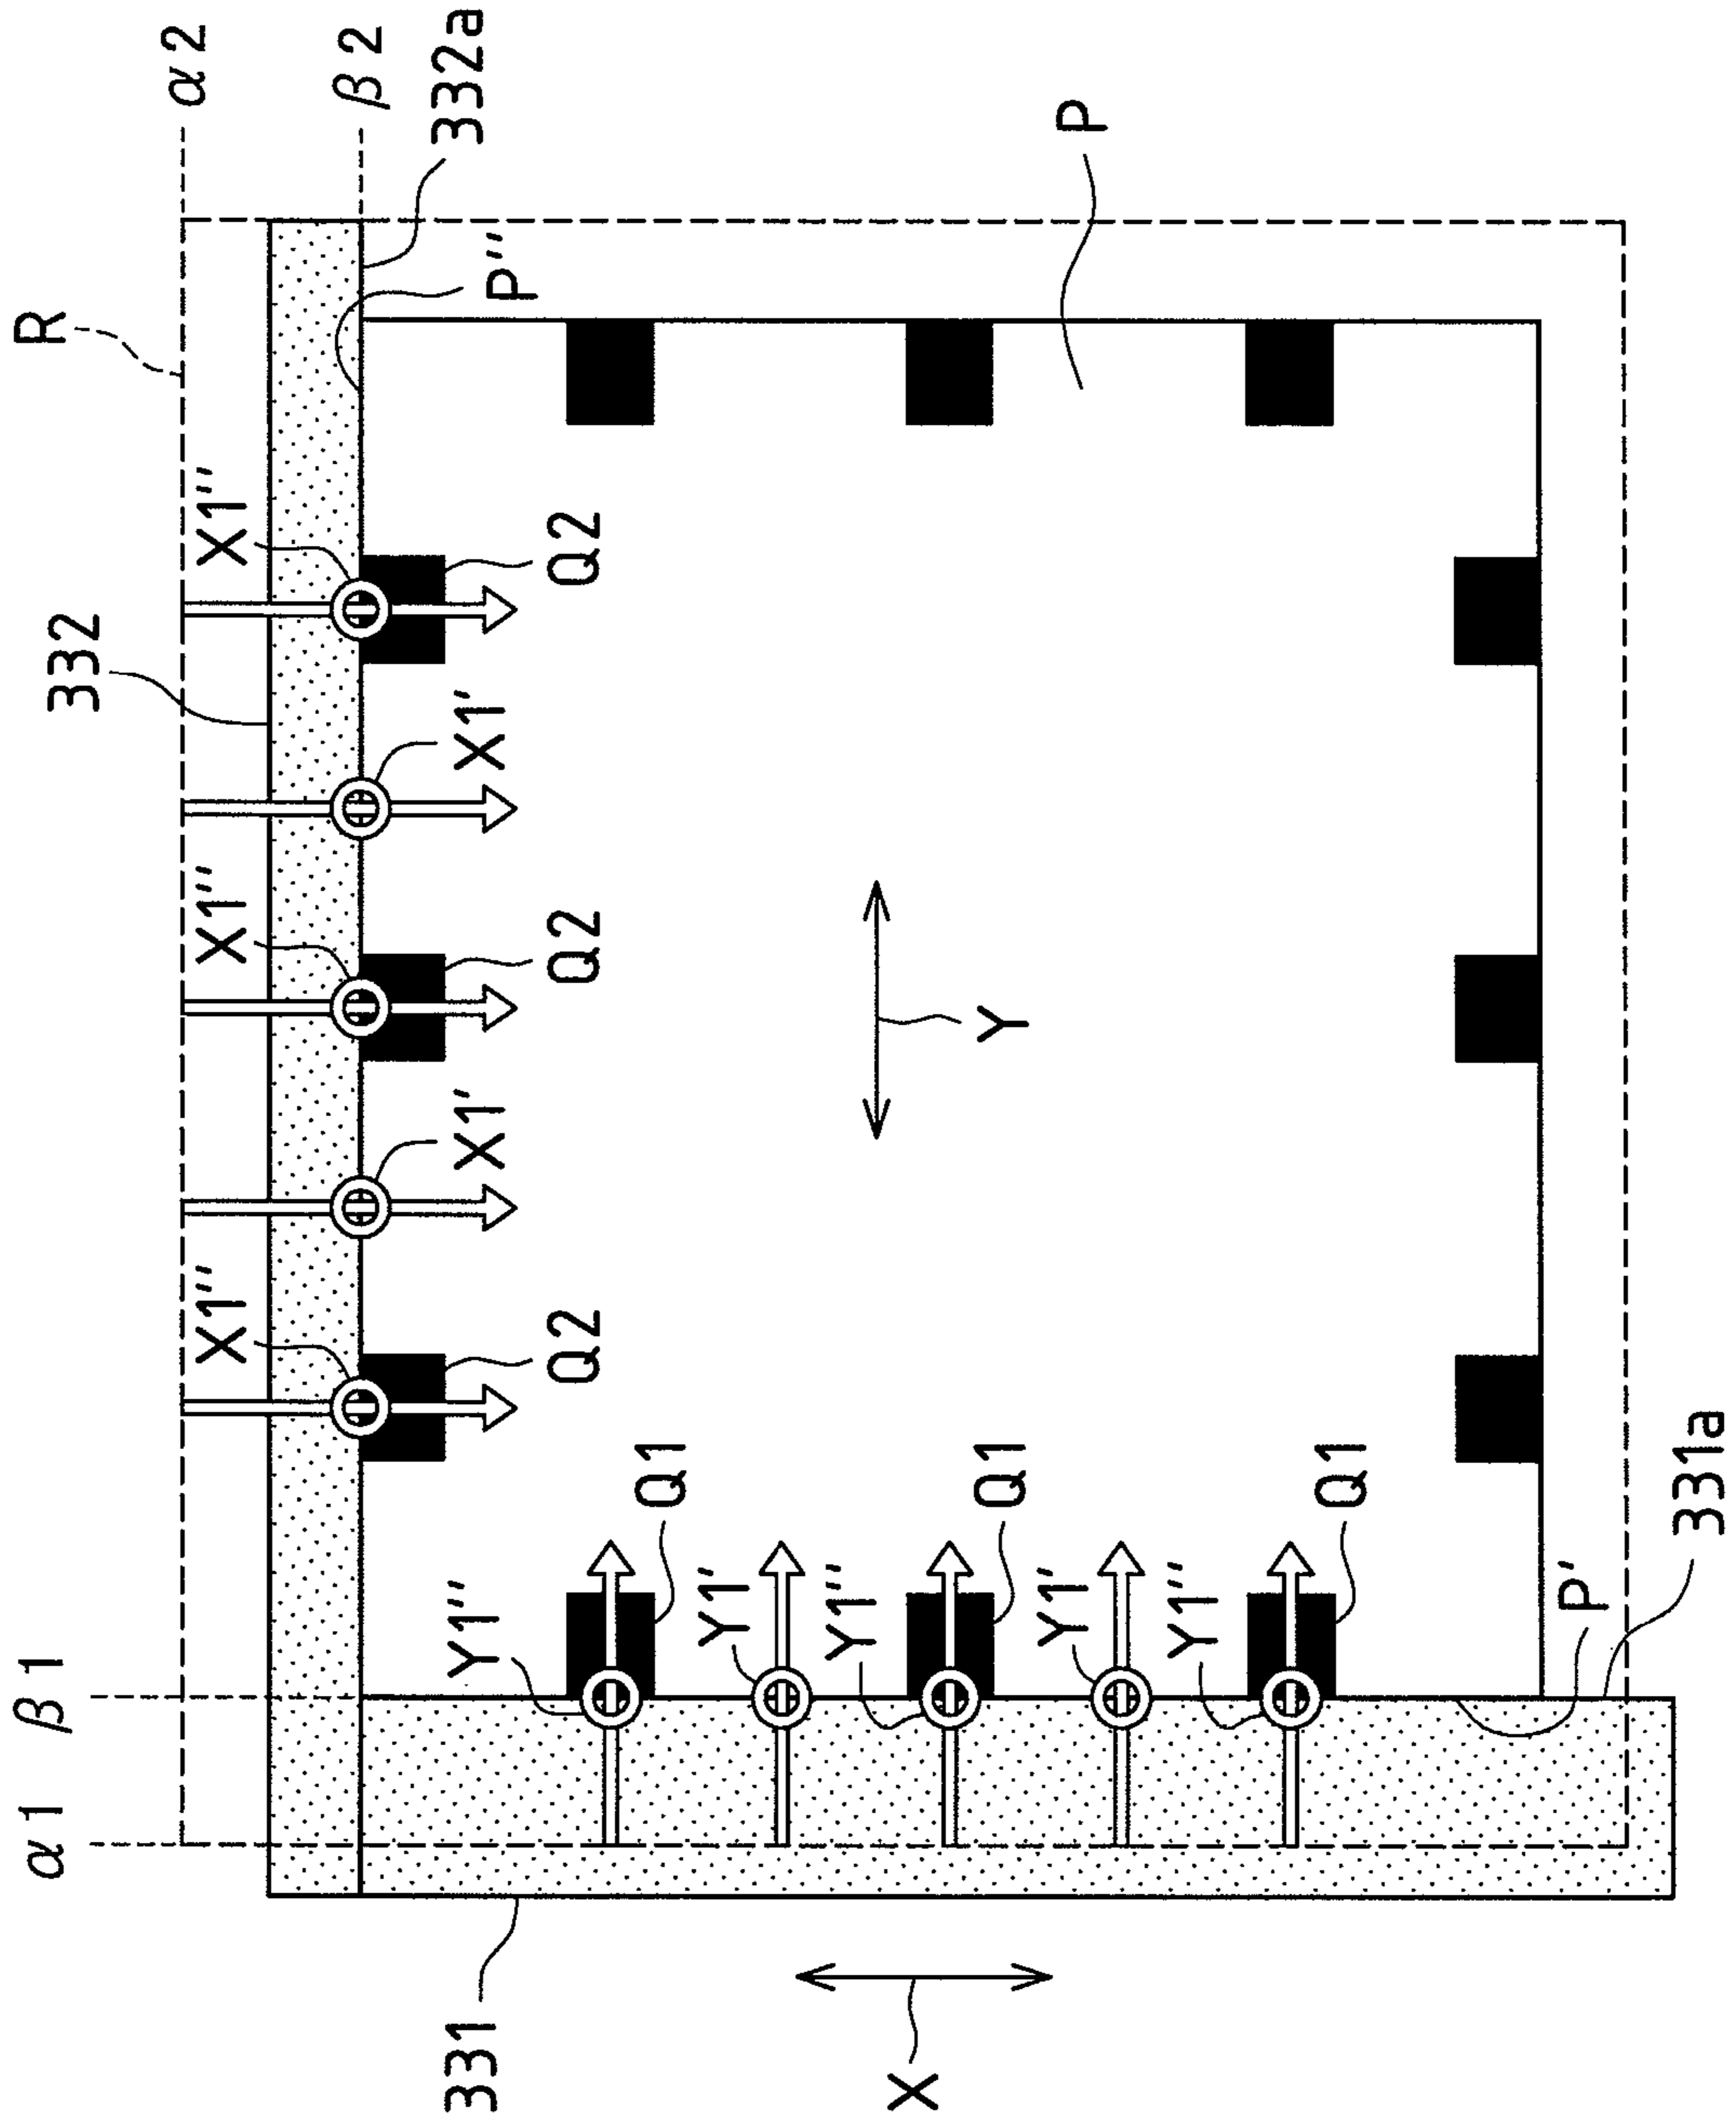 R
α2
β2
332a
P
P''
332
X1''
X1''
X1''
X1'
X1'
Q2
Q2
Q2
Y
Q1
Q1
Q1
Y1''
Y1'
Y1''
Y1'
Y1''
P'
331a
α1
β1
331
X